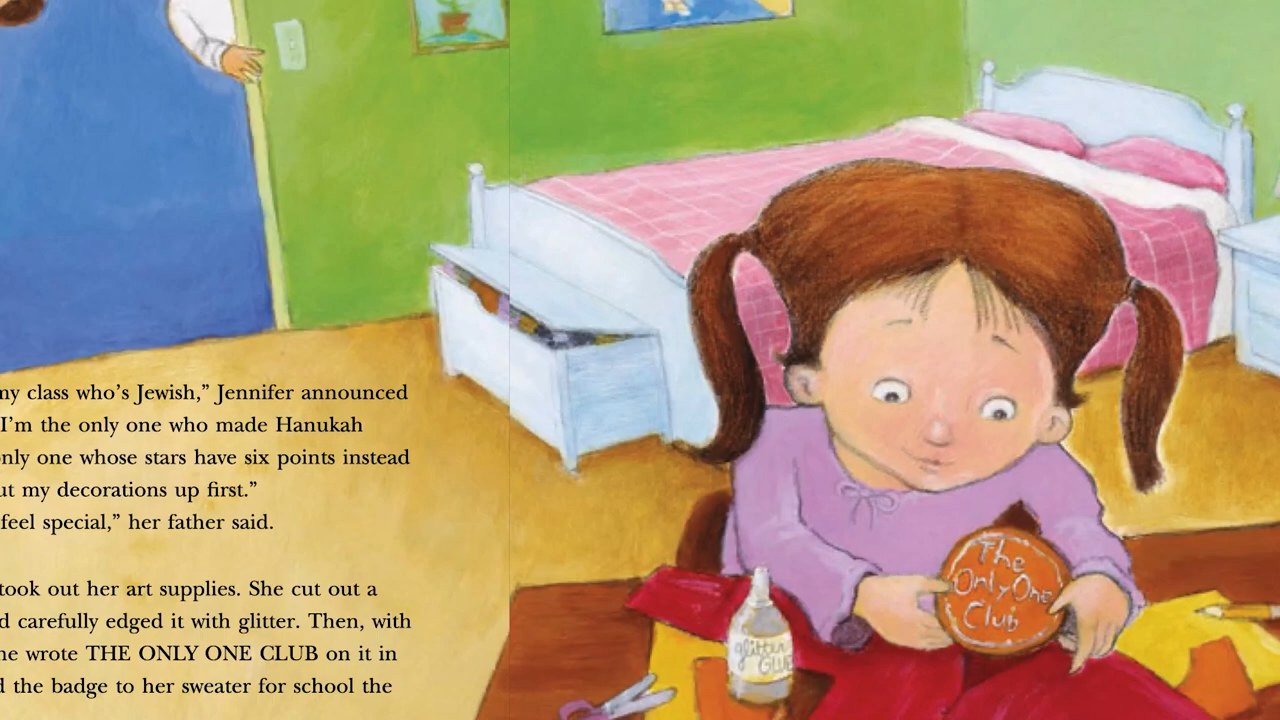 my class who's Jewish,” Jennifer announced
I'm the only one who made Hanukah
only one whose stars have six points instead
my decorations up first.”
feel special,” her father said.
took out her art supplies. She cut out a
carefully edged it with glitter. Then, with
wrote THE ONLY ONE CLUB on it in
the badge to her sweater for school the
The
Only One
Club
glitter
GLUE